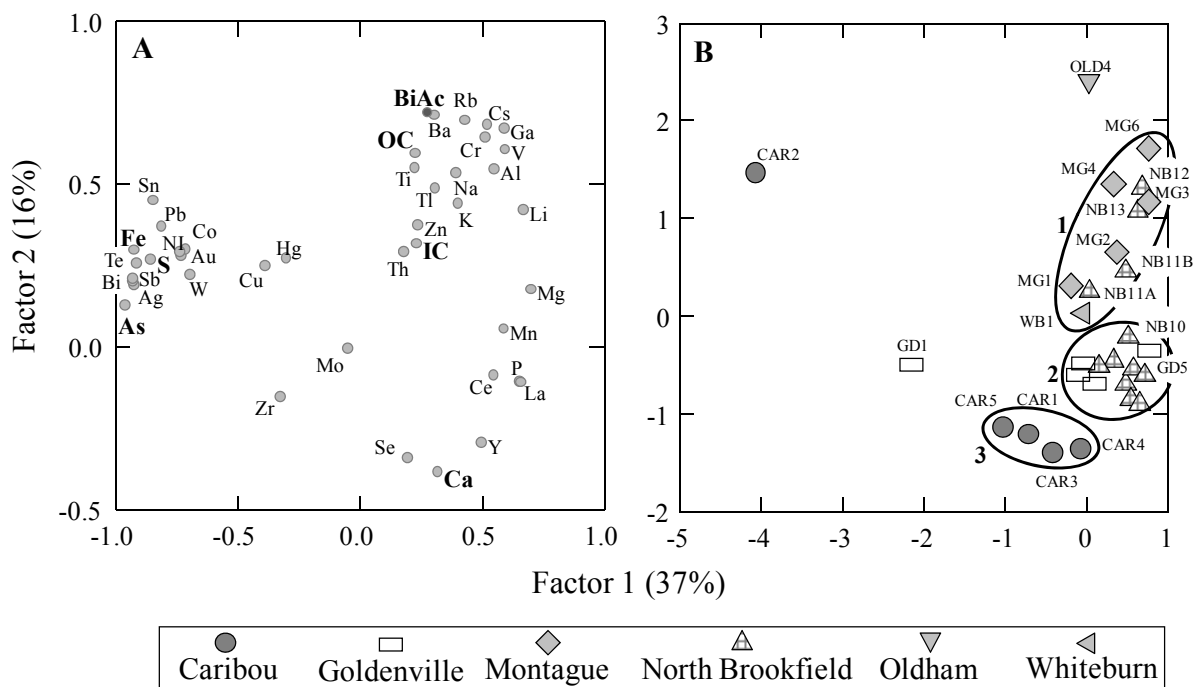 A
1.0
0.5
0.0
-0.5
-1.0
-0.5
0.0
0.5
1.0
Factor 2 (16%)
BiAc
Rb
Cs
Ba
Ga
OC
Cr
V
Ti
Al
Tl
Na
K
Li
Sn
Pb
Zn
Fe
NI
Co
IC
Te
S
Au
Hg
Th
Bi
Sb
W
Cu
Ag
Mg
As
Mn
Mo
Ce
P
La
Zr
Se
Y
Ca
B
3
2
1
0
-1
-2
-5
-4
-3
-2
-1
0
1
OLD4
CAR2
MG6
MG4
NB12
MG3
NB13
1
MG2
NB11B
MG1
NB11A
WB1
NB10
GD1
2
GD5
CAR5
CAR1
CAR4
3
CAR3
Factor 1 (37%)
Caribou
Goldenville
Montague
North Brookfield
Oldham
Whiteburn